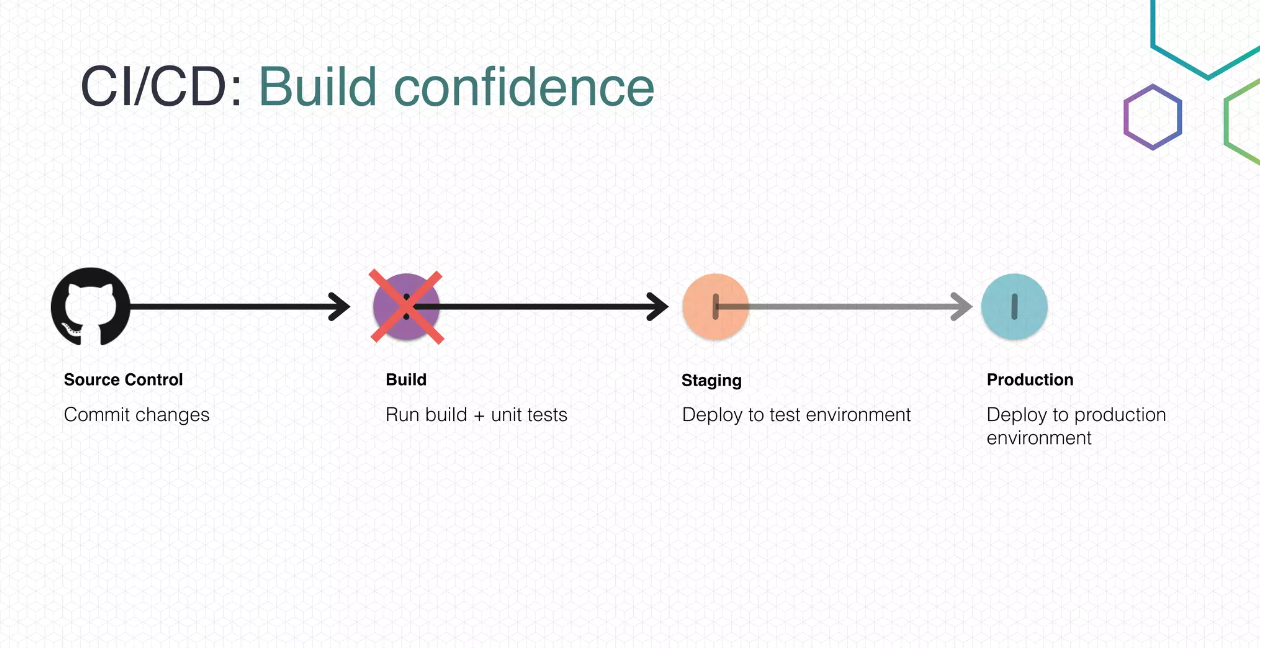 CI/CD: Build confidence
Source Control
Commit changes
Build
Run build + unit tests
Staging
Deploy to test environment
Production
Deploy to production
environment